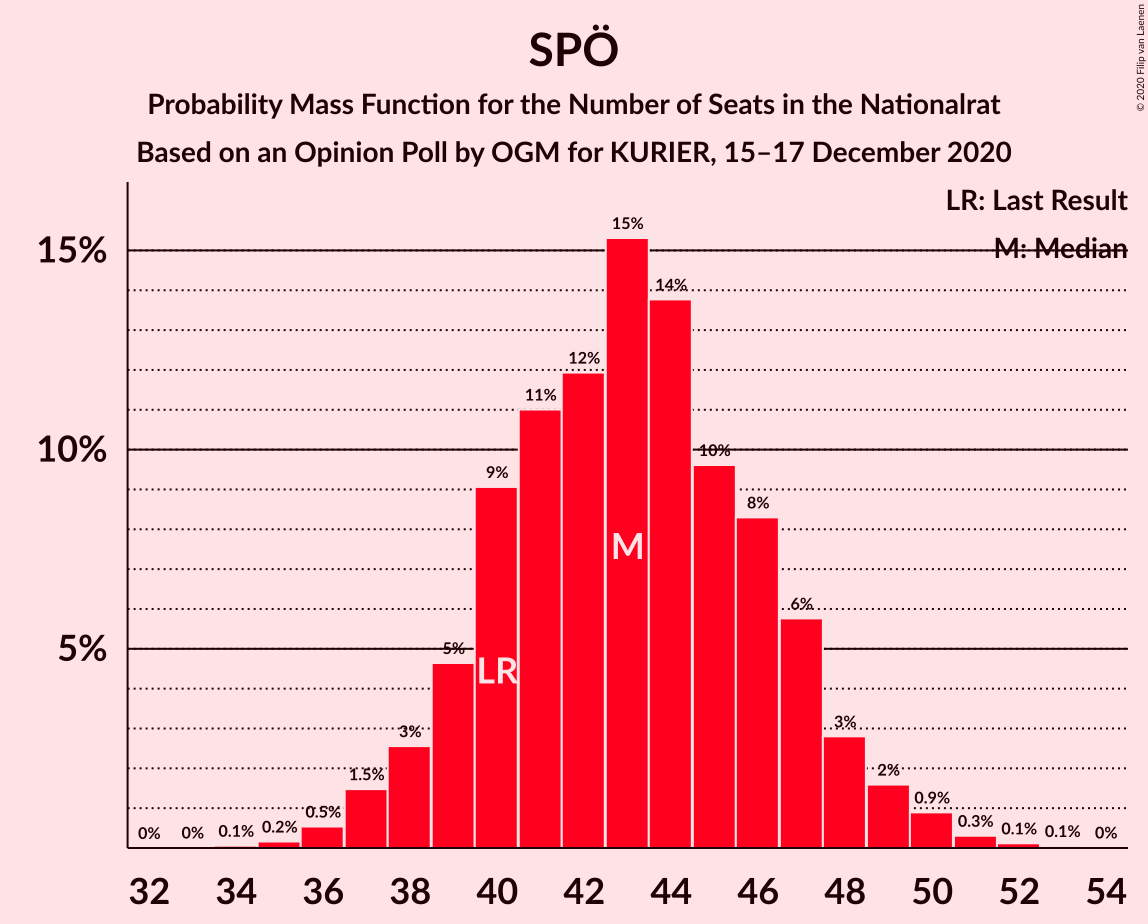 SPÖ
Probability Mass Function for the Number of Seats in the Nationalrat
Based on an Opinion Poll by OGM for KURIER, 15–17 December 2020
© 2020 Filip van Laenen
LR: Last Result
M: Median
15%
10%
5%
0%
0%
0.1%
0.2%
0.5%
1.5%
3%
5%
9%
11%
12%
15%
14%
10%
8%
6%
3%
2%
0.9%
0.3%
0.1%
0.1%
0%
LR
M
32 34 36 38 40 42 44 46 48 50 52 54